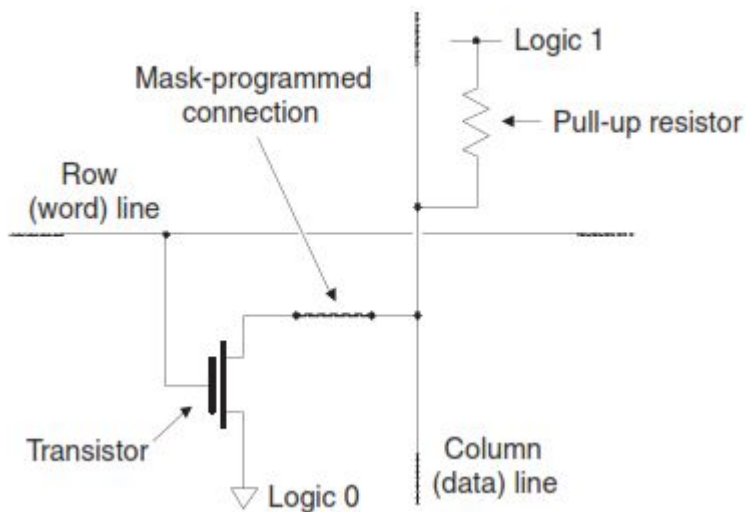 Logic 1
Mask-programmed
connection
Pull-up resistor
Row
(word) line
Transistor
Column
(data) line
Logic 0